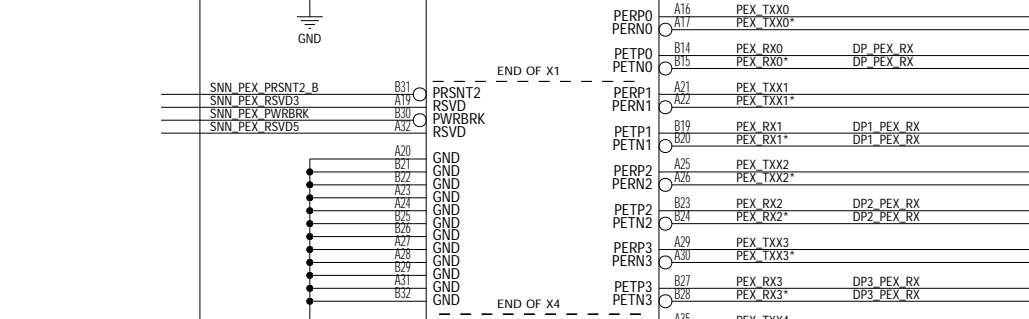 PERP0 A16 PEX_TXX0
PERN0 A17 PEX_TXX0*
GND
PETP0 B14 PEX_RX0 DP_PEX_RX
PETN0 B15 PEX_RX0* DP_PEX_RX
END OF X1
SNN_PEX_PRSNT2_B B31 PRSNT2 PERP1 A21 PEX_TXX1
SNN_PEX_RSVD3 A19 RSVD PERN1 A22 PEX_TXX1*
SNN_PEX_PWRBRK B30 PWRBRK PETP1 B19 PEX_RX1 DP1_PEX_RX
SNN_PEX_RSVD5 A32 RSVD PETN1 B20 PEX_RX1* DP1_PEX_RX
A20 GND
B21 GND PERP2 A25 PEX_TXX2
B22 GND PERN2 A26 PEX_TXX2*
A23 GND
A24 GND PETP2 B23 PEX_RX2 DP2_PEX_RX
B25 GND PETN2 B24 PEX_RX2* DP2_PEX_RX
B26 GND
A27 GND PERP3 A29 PEX_TXX3
A28 GND PERN3 A30 PEX_TXX3*
B29 GND
A31 GND PETP3 B27 PEX_RX3 DP3_PEX_RX
B32 GND PETN3 B28 PEX_RX3* DP3_PEX_RX
END OF X4
A35 PEX_TXX4